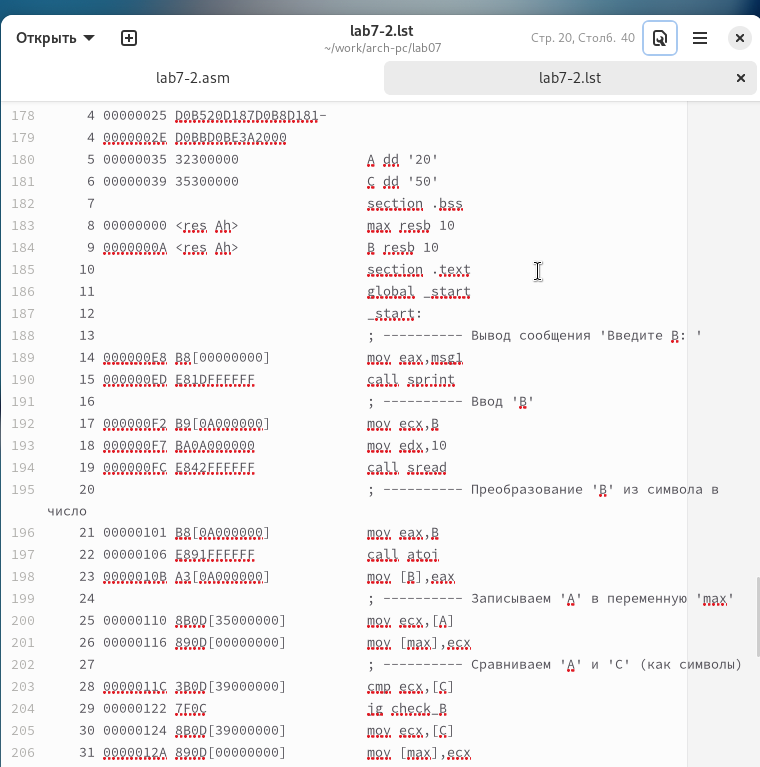 Открыть
lab7-2.lst
~/work/arch-pc/lab07
Стр. 20, Столб. 40
lab7-2.asm
lab7-2.lst
178 4 00000025 D0B520D187D0B8D181-
179 4 0000002E D0BBD0BE3A2000
180 5 00000035 32300000 A dd '20'
181 6 00000039 35300000 C dd '50'
182 7 section .bss
183 8 00000000 <res Ah> max resb 10
184 9 0000000A <res Ah> B resb 10
185 10 section .text
186 11 global _start
187 12 _start:
188 13 ; ---------- Вывод сообщения 'Введите B: '
189 14 000000E8 B8[00000000] mov eax,msg1
190 15 000000ED E81DFFFFFF call sprint
191 16 ; ---------- Ввод 'B'
192 17 000000F2 B9[0A000000] mov ecx,B
193 18 000000F7 BA0A000000 mov edx,10
194 19 000000FC E842FFFFFF call sread
195 20 ; ---------- Преобразование 'B' из символа в
число
196 21 00000101 B8[0A000000] mov eax,B
197 22 00000106 E891FFFFFF call atoi
198 23 0000010B A3[0A000000] mov [B],eax
199 24 ; ---------- Записываем 'A' в переменную 'max'
200 25 00000110 8B0D[35000000] mov ecx,[A]
201 26 00000116 890D[00000000] mov [max],ecx
202 27 ; ---------- Сравниваем 'A' и 'С' (как символы)
203 28 0000011C 3B0D[39000000] cmp ecx,[C]
204 29 00000122 7F0C jg check_B
205 30 00000124 8B0D[39000000] mov ecx,[C]
206 31 0000012A 890D[00000000] mov [max],ecx